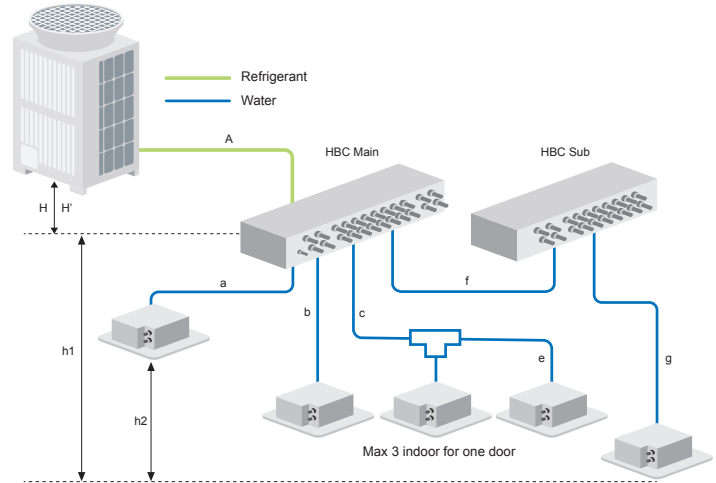 Refrigerant
Water
A
HBC Main
HBC Sub
H H'
a
f
b
c
h1
e
g
h2
Max 3 indoor for one door